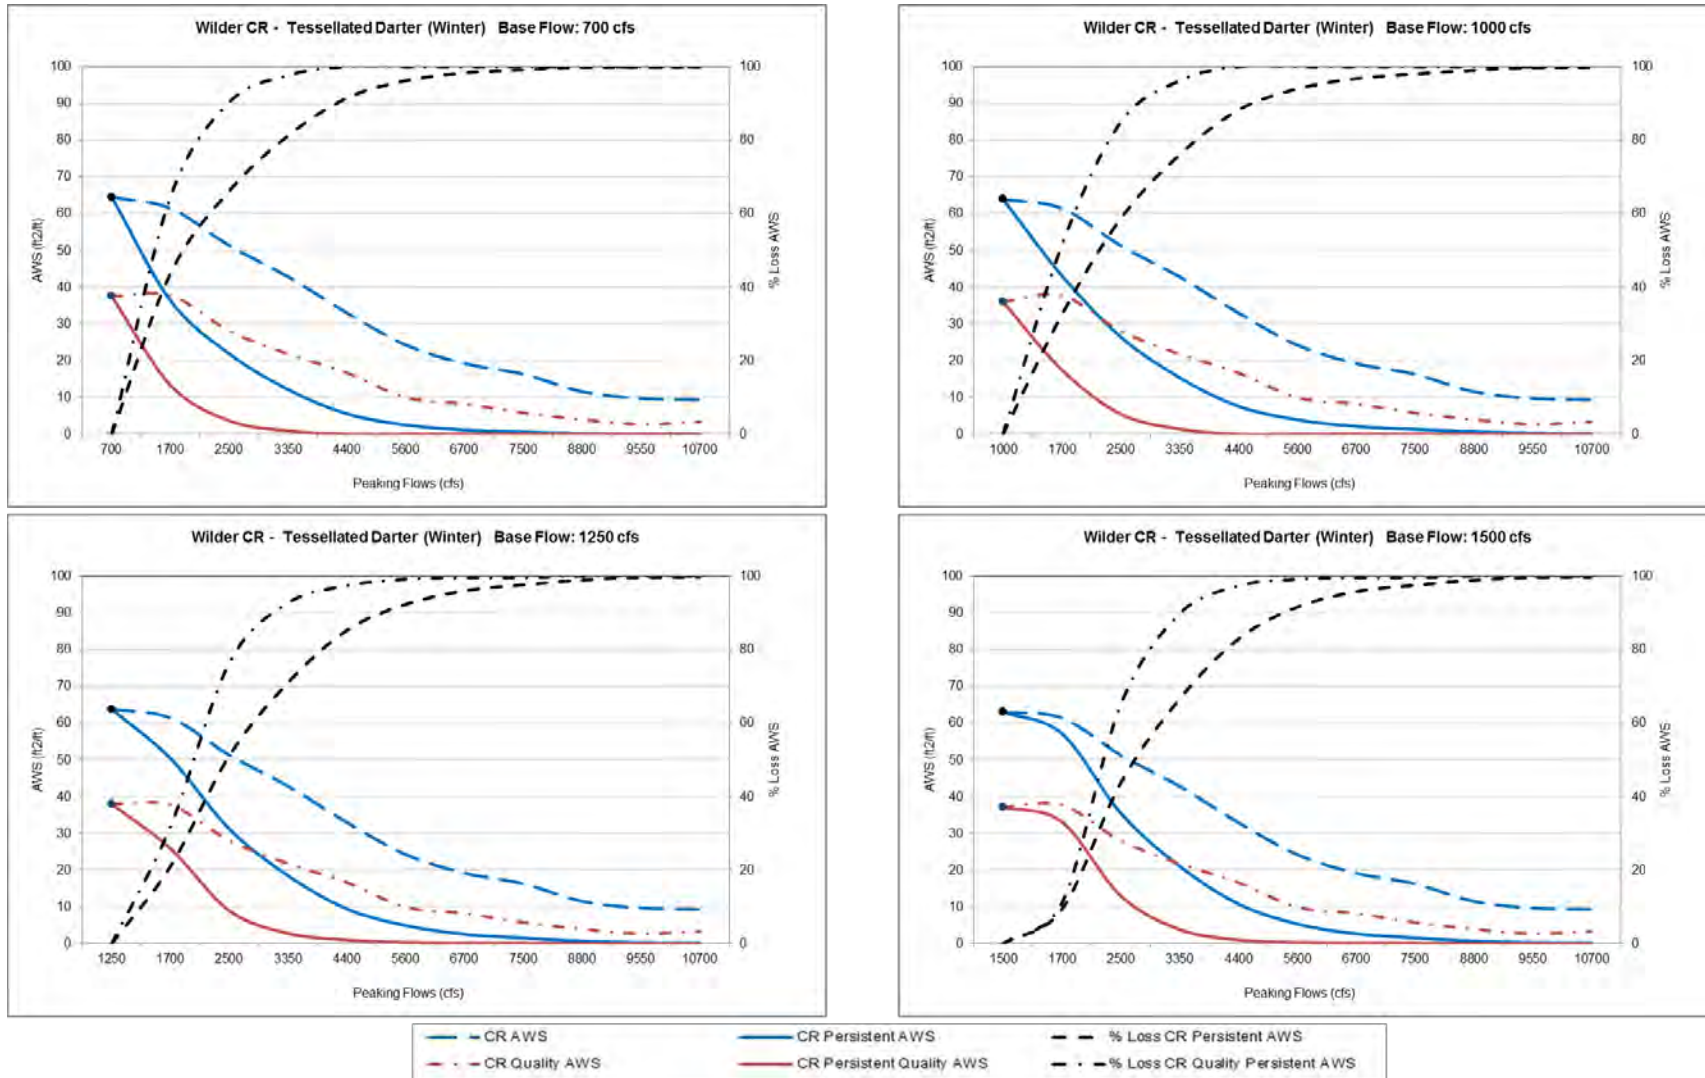 Wilder CR - Tessellated Darter (Winter) Base Flow: 700 cfs
100 100
90
80 80
70
60 60
50
40 40
30
20 20
10
0 0
AWS (ft2/ft)
% Loss AWS
700 1700 2500 3350 4400 5600 6700 7500 8800 9550 10700
Peaking Flows (cfs)
Wilder CR - Tessellated Darter (Winter) Base Flow: 1000 cfs
100 100
90
80 80
70
60 60
50
40 40
30
20 20
10
0 0
AWS (ft2/ft)
% Loss AWS
1000 1700 2500 3350 4400 5600 6700 7500 8800 9550 10700
Peaking Flows (cfs)
Wilder CR - Tessellated Darter (Winter) Base Flow: 1250 cfs
100 100
90
80 80
70
60 60
50
40 40
30
20 20
10
0 0
AWS (ft2/ft)
% Loss AWS
1250 1700 2500 3350 4400 5600 6700 7500 8800 9550 10700
Peaking Flows (cfs)
Wilder CR - Tessellated Darter (Winter) Base Flow: 1500 cfs
100 100
90
80 80
70
60 60
50
40 40
30
20 20
10
0 0
AWS (ft2/ft)
% Loss AWS
1500 1700 2500 3350 4400 5600 6700 7500 8800 9550 10700
Peaking Flows (cfs)
CR AWS CR Persistent AWS % Loss CR Persistent AWS
CR Quality AWS CR Persistent Quality AWS % Loss CR Quality Persistent AWS